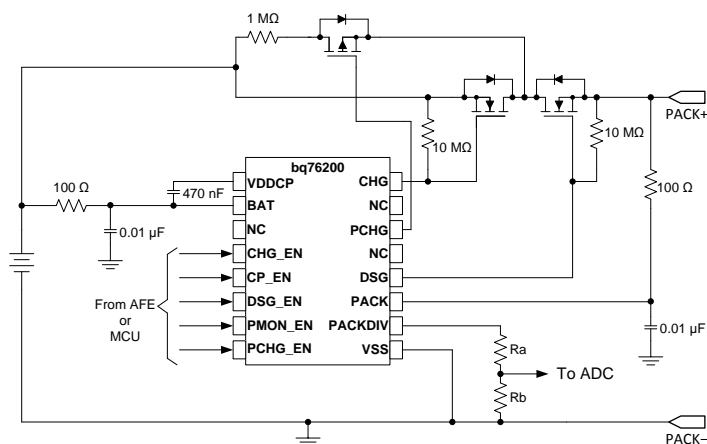 1 MΩ
PACK+
10 MΩ
10 MΩ
bq76200
100 Ω
VDDCP
CHG
100 Ω
470 nF
BAT
NC
0.01 µF
NC
PCHG
CHG_EN
NC
CP_EN
DSG
From AFE
or
MCU
DSG_EN
PACK
PMON_EN
PACKDIV
0.01 µF
PCHG_EN
VSS
Ra
To ADC
Rb
PACK–